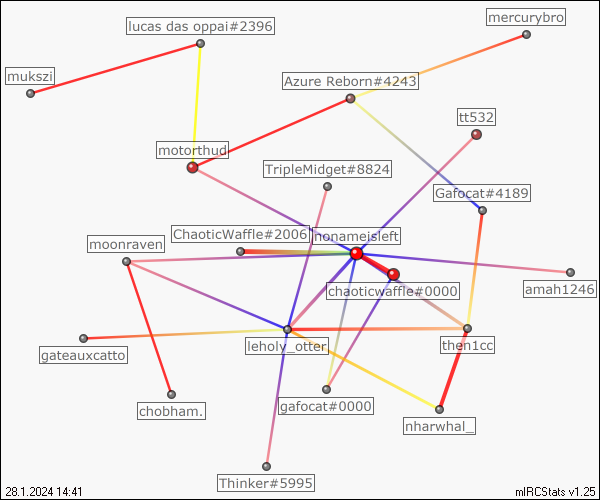 lucas das oppai#2396
mercurybro
mukszi
Azure Reborn#4243
tt532
motorthud
TripleMidget#8824
Gafocat#4189
ChaoticWaffle#2006
nonameisleft
moonraven
chaoticwaffle#0000
amah1246
leholy_otter
then1cc
gateauxcatto
chobham.
gafocat#0000
nharwhal_
Thinker#5995
28.1.2024 14:41
mIRCStats v1.25